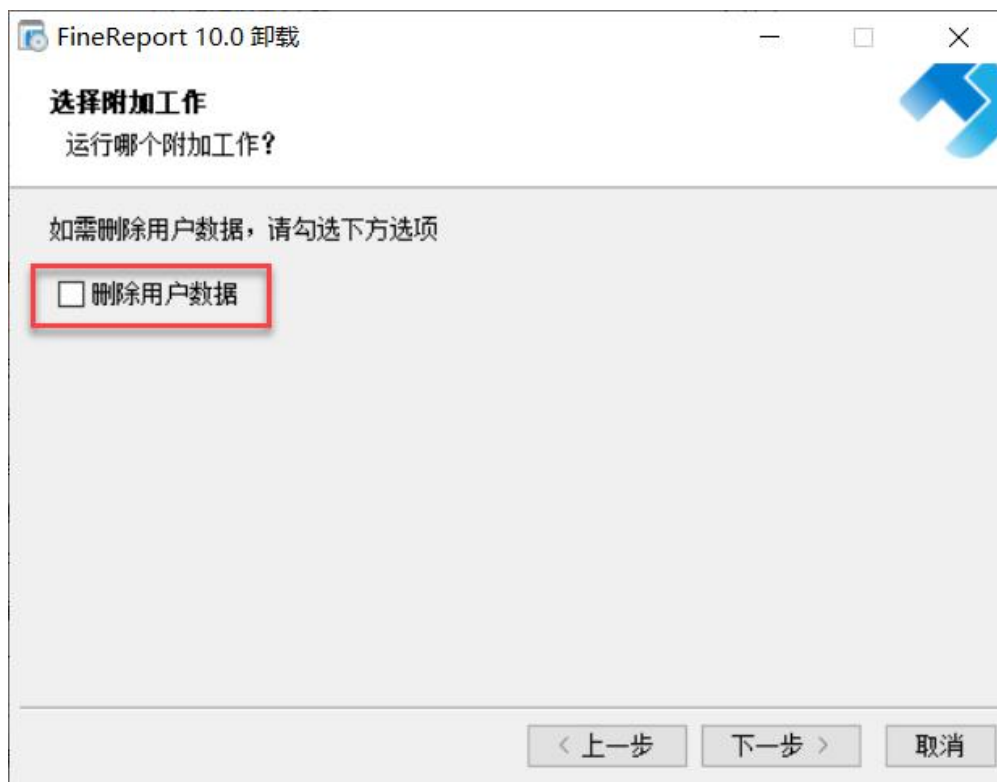 FineReport 10.0 卸载
选择附加工作
运行哪个附加工作？
如需删除用户数据，请勾选下方选项
删除用户数据
< 上一步
下一步 >
取消